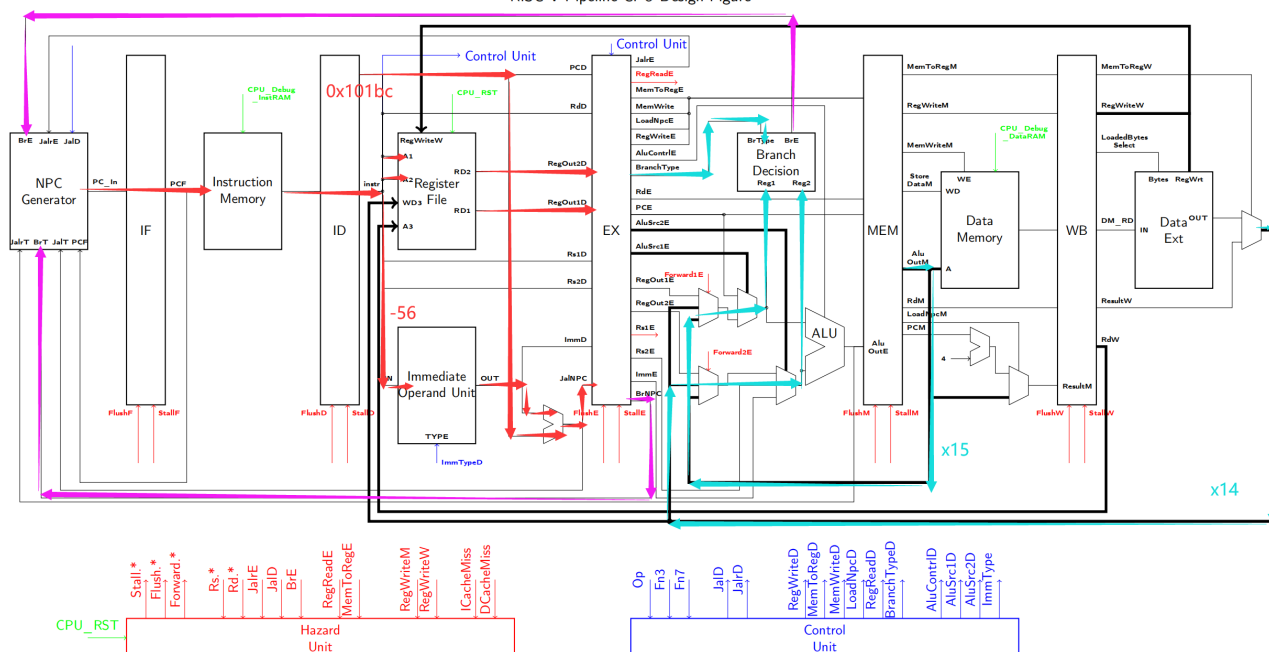 RISC-V Pipeline CPU Design Figure
Control Unit
Control Unit
0x101bc
CPU_Debug
_InstRAM
CPU_RST
CPU_Debug
_DataRAM
BrE JalrE JalD
NPC
Generator
JalrT BrT JalT PCF
PC_In
IF
PCF
Instruction
Memory
ID
instr
RegWriteW
A1
A2
WD3
A3
RD2
RD1
Register
File
RegOut2D
RegOut1D
PCD
RdD
Rs1D
Rs2D
-56
IN
Immediate
Operand Unit
OUT
TYPE
ImmTypeD
ImmD
JalNPC
EX
JalrE
RegReadE
MemToRegE
MemWrite
LoadNpcE
RegWriteE
AluContrlE
BranchType
RdE
PCE
AluSrc2E
AluSrc1E
RegOut1E
RegOut2E
Rs1E
Rs2E
ImmE
BrNPC
Forward1E
Forward2E
BrType BrE
Branch
Decision
Reg1 Reg2
ALU
MEM
Alu
OutE
MemToRegM
RegWriteM
MemWriteM
Store
DataM
Alu
OutM
RdM
LoadNpcM
PCM
4
WE
WD
Data
Memory
A
WB
DM_RD
ResultM
MemToRegW
RegWriteW
LoadedBytes
Select
Bytes RegWrt
OUT
IN
Data
Ext
ResultW
RdW
FlushF StallF
FlushD StallD
FlushE StallE
FlushM StallM
FlushW StallW
x15
x14
Stall.*
Flush.*
Forward.*
Rs.*
Rd.*
JalrE
JalD
BrE
RegReadE
MemToRegE
RegWriteM
RegWriteW
ICacheMiss
DCacheMiss
CPU_RST
Hazard
Unit
Op
Fn3
Fn7
JalD
JalrD
RegWriteD
MemToRegD
MemWriteD
LoadNpcD
RegReadD
BranchTypeD
AluContrlD
AluSrc1D
AluSrc2D
ImmType
Control
Unit